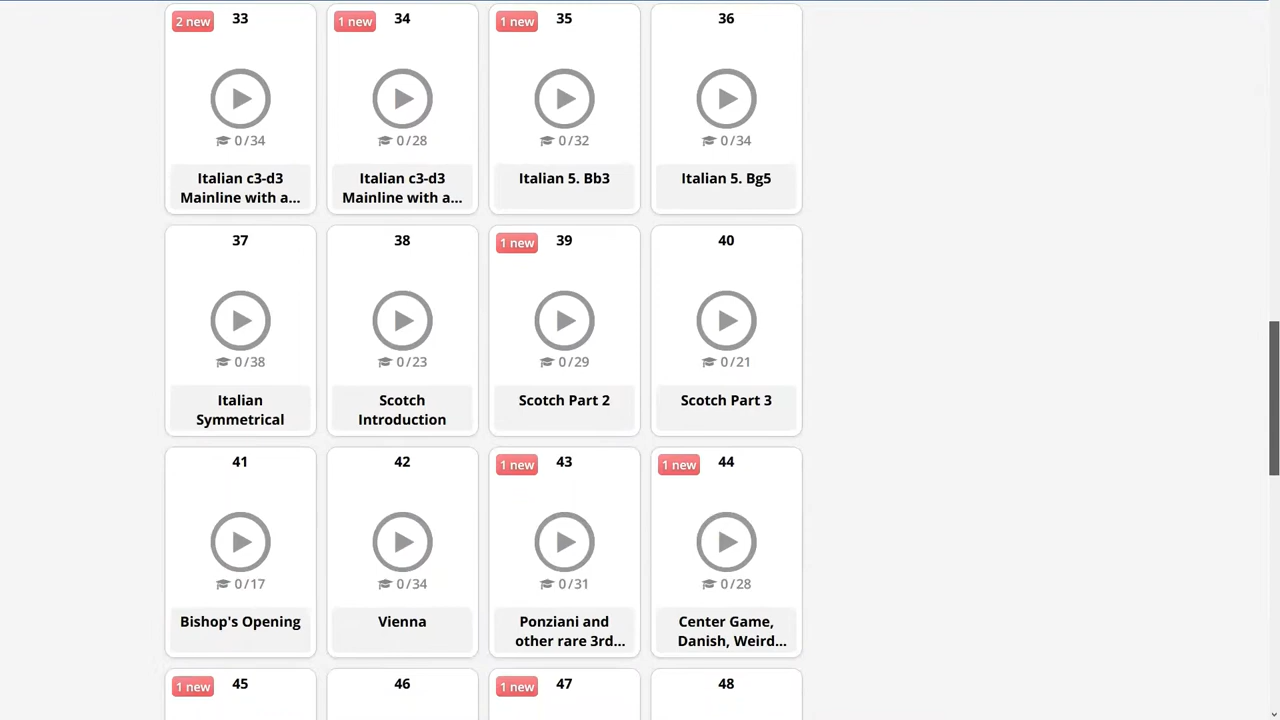 2 new 33
1 new 34
1 new 35
36
0/34
0/28
0/32
0/34
Italian c3-d3
Mainline with a...
Italian c3-d3
Mainline with a...
Italian 5. Bb3
Italian 5. Bg5
37
38
1 new 39
40
0/38
0/23
0/29
0/21
Italian
Symmetrical
Scotch
Introduction
Scotch Part 2
Scotch Part 3
41
42
1 new 43
1 new 44
0/17
0/34
0/31
0/28
Bishop's Opening
Vienna
Ponziani and
other rare 3rd...
Center Game,
Danish, Weird...
1 new 45
46
1 new 47
48